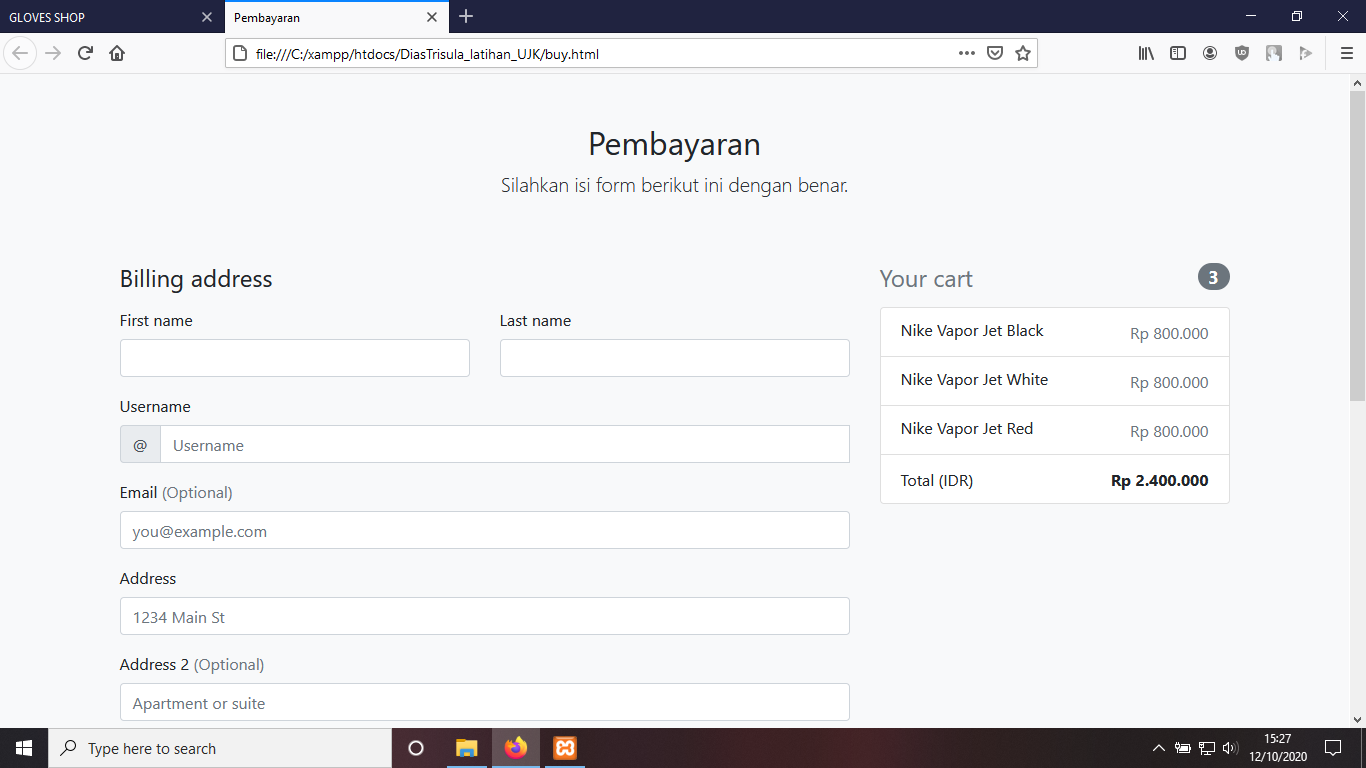 GLOVES SHOP
Pembayaran
file:///C:/xampp/htdocs/DiasTrisula_latihan_UJK/buy.html
Pembayaran
Silahkan isi form berikut ini dengan benar.
Billing address
First name
Last name
Username
@ Username
Email (Optional)
you@example.com
Address
1234 Main St
Address 2 (Optional)
Apartment or suite
Your cart 3
Nike Vapor Jet Black Rp 800.000
Nike Vapor Jet White Rp 800.000
Nike Vapor Jet Red Rp 800.000
Total (IDR) Rp 2.400.000
Type here to search
15:27
12/10/2020